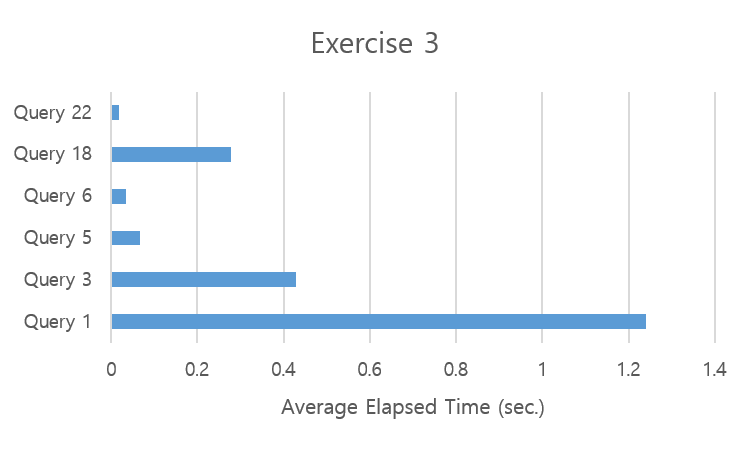 Exercise 3
Query 22
Query 18
Query 6
Query 5
Query 3
Query 1
0 0.2 0.4 0.6 0.8 1 1.2 1.4
Average Elapsed Time (sec.)